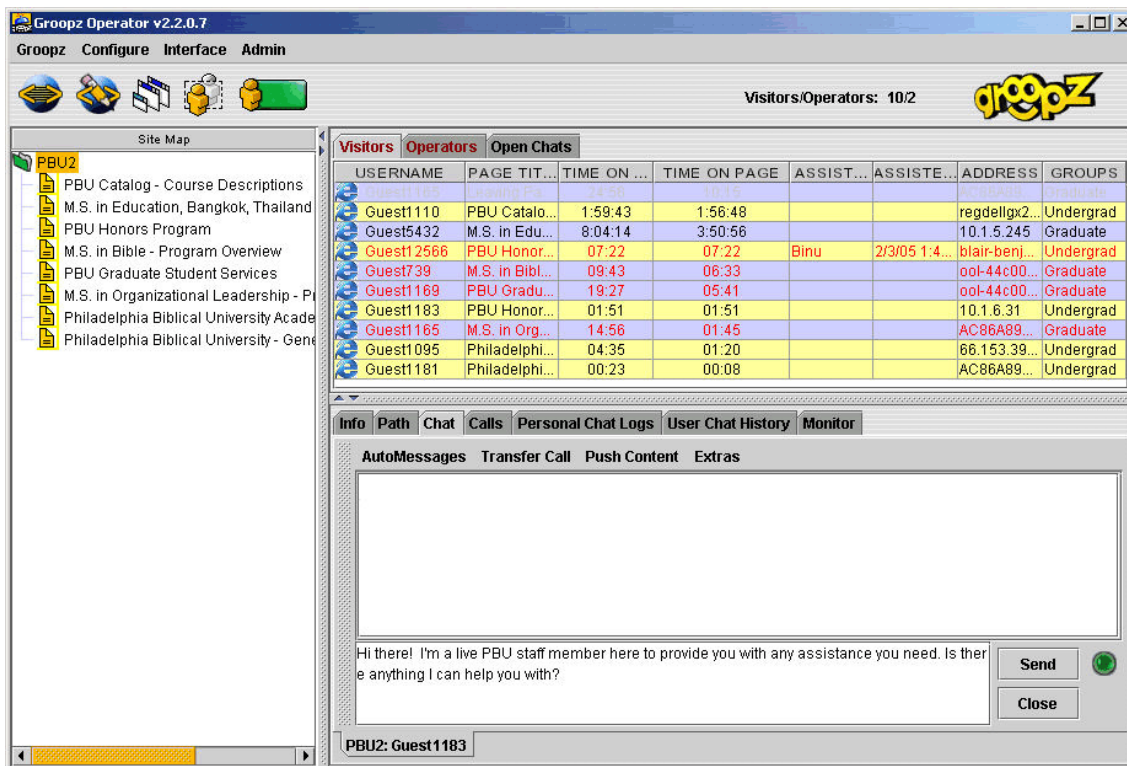 Groopz Operator v2.2.0.7
Groopz Configure Interface Admin
Visitors/Operators: 10/2
groopz
Site Map
PBU2
PBU Catalog - Course Descriptions
M.S. in Education, Bangkok, Thailand
PBU Honors Program
M.S. in Bible - Program Overview
PBU Graduate Student Services
M.S. in Organizational Leadership - Pr
Philadelphia Biblical University Acade
Philadelphia Biblical University - Gene
Visitors Operators Open Chats
USERNAME PAGE TIT... TIME ON ... TIME ON PAGE ASSIST... ASSISTE... ADDRESS GROUPS
Guest1165 Leaving Pa... 24:58 10:15 AC86A89... Graduate
Guest1110 PBU Catalo... 1:59:43 1:56:48 regdellgx2... Undergrad
Guest5432 M.S. in Edu... 8:04:14 3:50:56 10.1.5.245 Graduate
Guest12566 PBU Honor... 07:22 07:22 Binu 2/3/05 1:4... blair-benj... Undergrad
Guest739 M.S. in Bibl... 09:43 06:33 ool-44c00... Graduate
Guest1169 PBU Gradu... 19:27 05:41 ool-44c00... Graduate
Guest1183 PBU Honor... 01:51 01:51 10.1.6.31 Undergrad
Guest1165 M.S. in Org... 14:56 01:45 AC86A89... Graduate
Guest1095 Philadelphi... 04:35 01:20 66.153.39... Undergrad
Guest1181 Philadelphi... 00:23 00:08 AC86A89... Undergrad
Info Path Chat Calls Personal Chat Logs User Chat History Monitor
AutoMessages Transfer Call Push Content Extras
Hi there! I'm a live PBU staff member here to provide you with any assistance you need. Is ther
e anything I can help you with?
Send
Close
PBU2: Guest1183